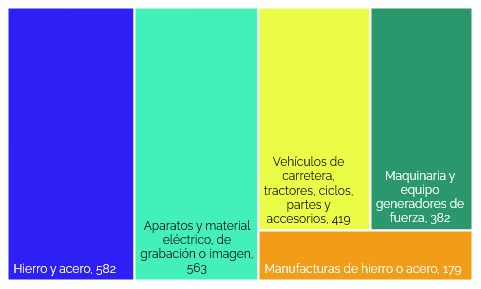 Hierro y acero, 582
Aparatos y material
eléctrico, de
grabación o imagen,
563
Vehículos de
carretera,
tractores, ciclos,
partes y
accesorios, 419
Maquinaria y
equipo
generadores de
fuerza, 382
Manufacturas de hierro o acero, 179